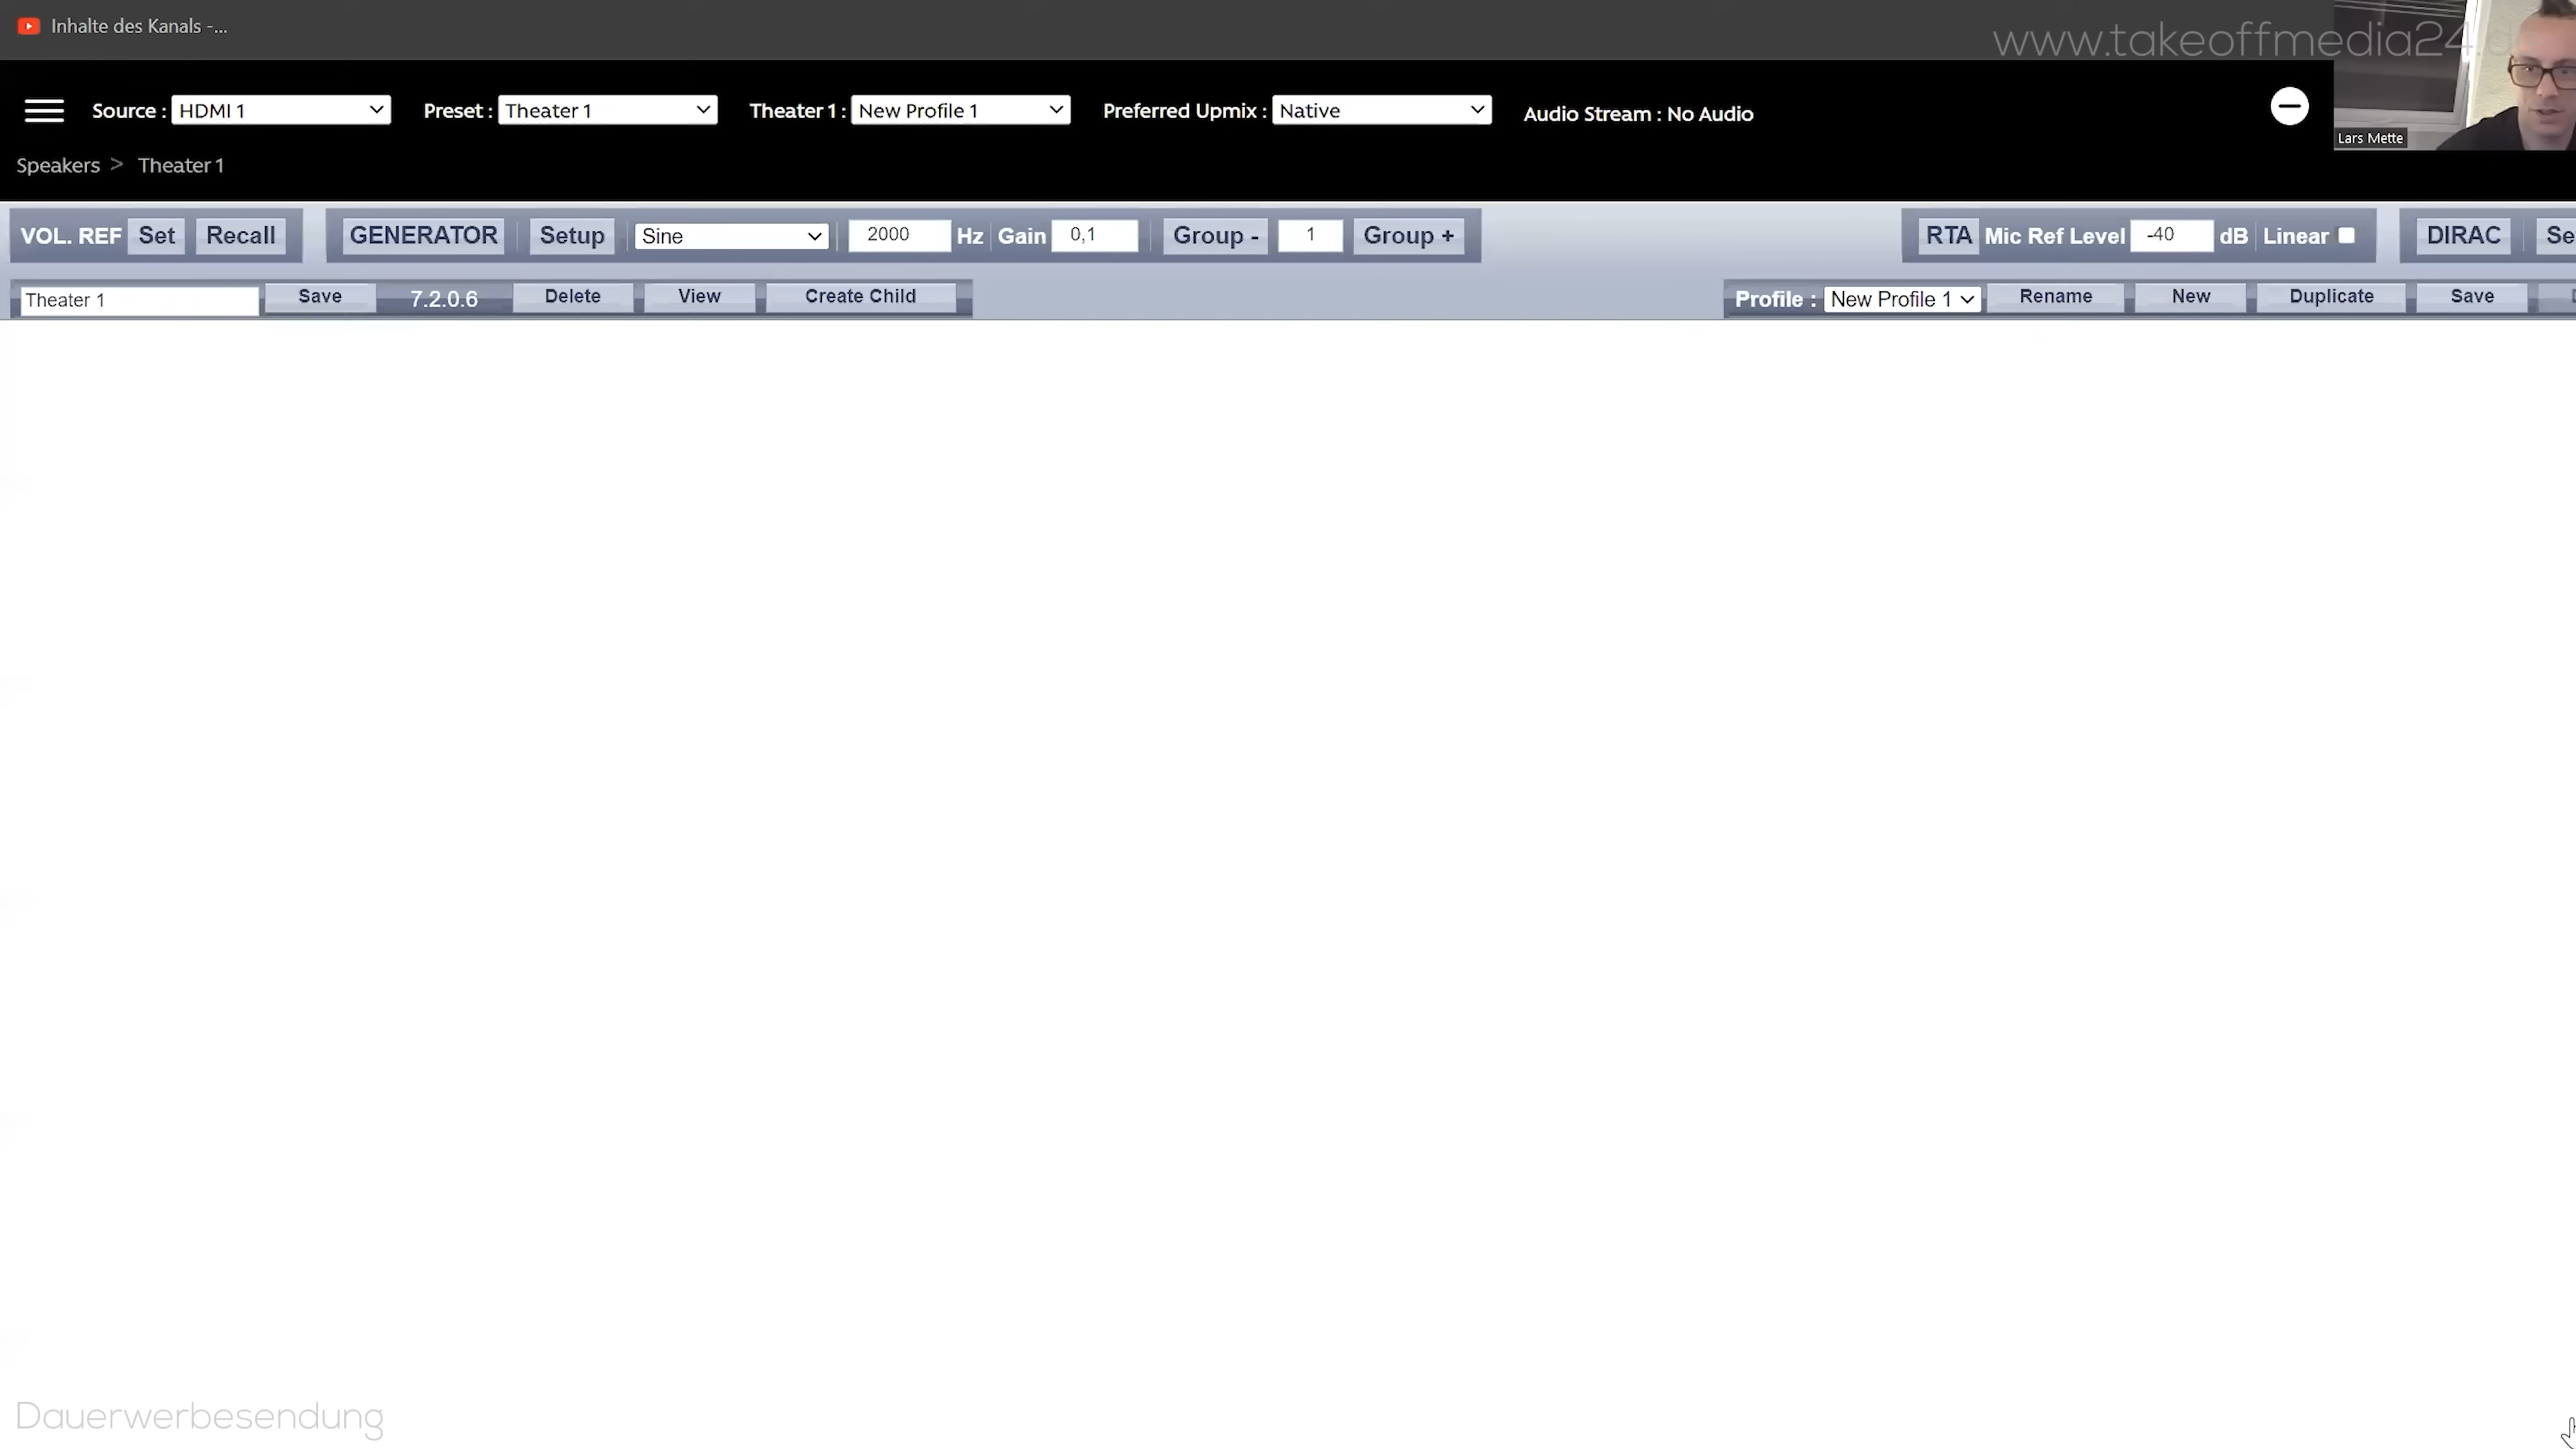 Inhalte des Kanals -...
www.takeoffmedia24.
Source : HDMI 1 Preset : Theater 1 Theater 1 : New Profile 1 Preferred Upmix : Native Audio Stream : No Audio
Lars Mette
Speakers > Theater 1
VOL. REF Set Recall GENERATOR Setup Sine 2000 Hz Gain 0,1 Group - 1 Group + RTA Mic Ref Level -40 dB Linear DIRAC Se
Theater 1 Save 7.2.0.6 Delete View Create Child Profile : New Profile 1 Rename New Duplicate Save
Dauerwerbesendung